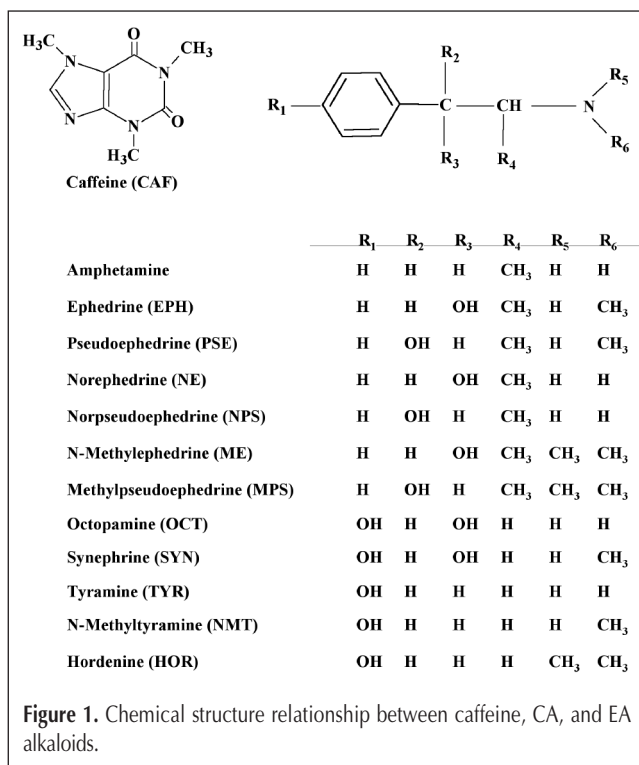 H₃C
O
CH₃
N
N
N
N
O
H₃C
Caffeine (CAF)
R₂
R₅
R₁
C
CH
N
R₃
R₄
R₆
R₁ R₂ R₃ R₄ R₅ R₆
Amphetamine H H H CH₃ H H
Ephedrine (EPH) H H OH CH₃ H CH₃
Pseudoephedrine (PSE) H OH H CH₃ H CH₃
Norephedrine (NE) H H OH CH₃ H H
Norpseudoephedrine (NPS) H OH H CH₃ H H
N-Methylephedrine (ME) H H OH CH₃ CH₃ CH₃
Methylpseudoephedrine (MPS) H OH H CH₃ CH₃ CH₃
Octopamine (OCT) OH H OH H H H
Synephrine (SYN) OH H OH H H CH₃
Tyramine (TYR) OH H H H H H
N-Methyltyramine (NMT) OH H H H H CH₃
Hordenine (HOR) OH H H H CH₃ CH₃
Figure 1. Chemical structure relationship between caffeine, CA, and EA
alkaloids.